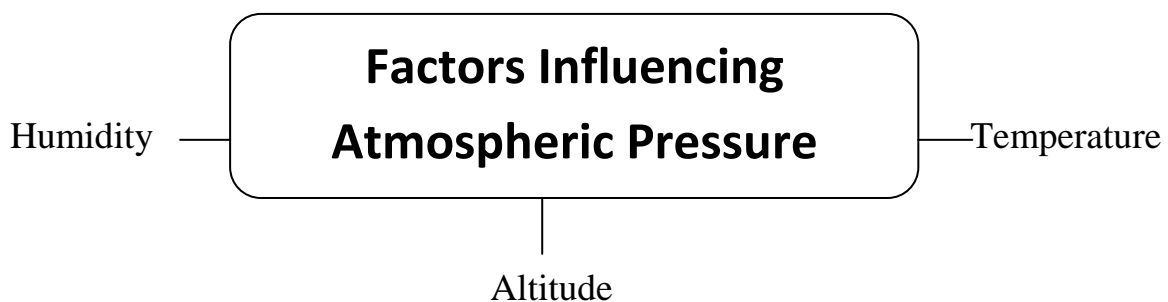 Factors Influencing
Atmospheric Pressure
Humidity
Temperature
Altitude